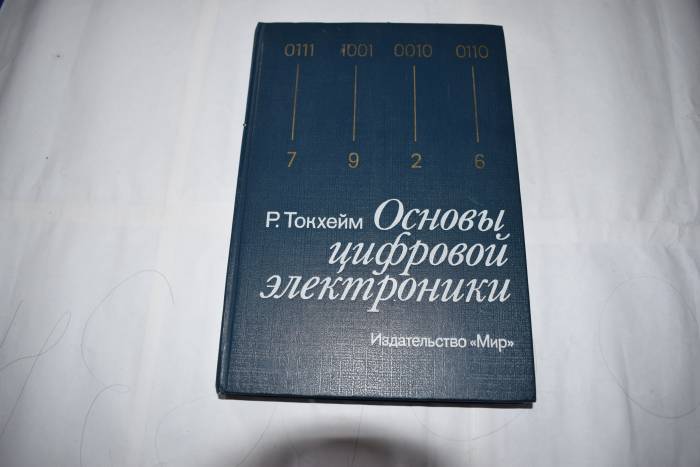 0111 1001 0010 0110
7 9 2 6
Р. Токхейм Основы
цифровой
электроники
Издательство «Мир»